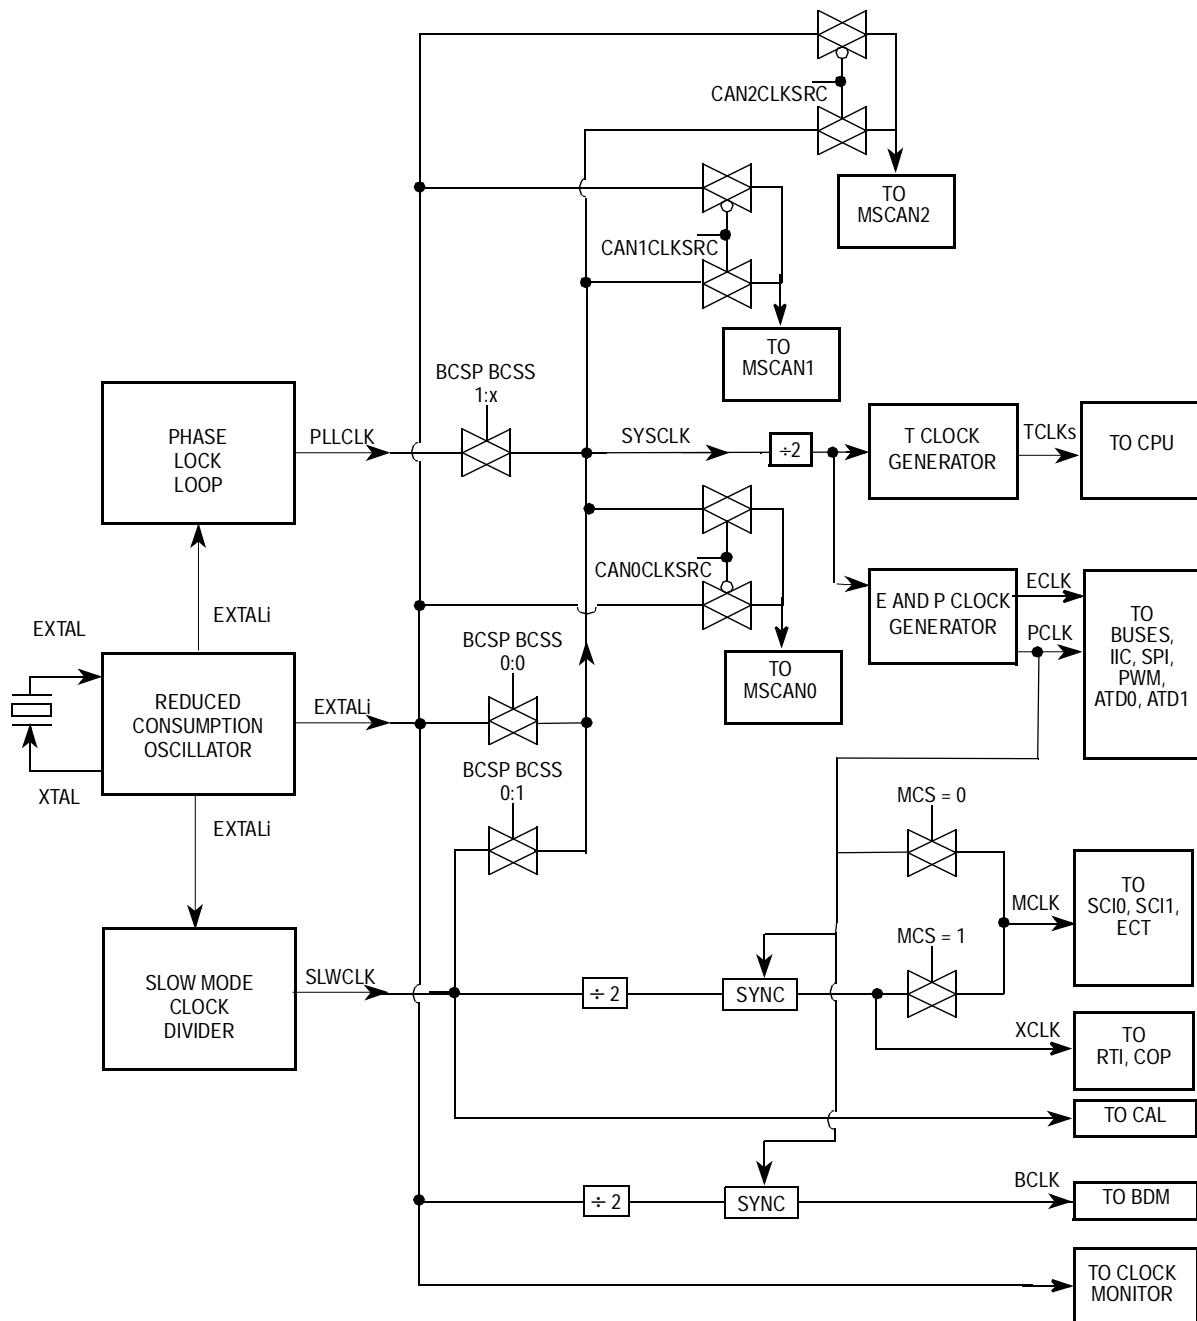 CAN2CLKSRC
TO
MSCAN2
CAN1CLKSRC
TO
MSCAN1
BCSP BCSS
1:x
PHASE
LOCK
LOOP
PLLCLK
SYSCLK
÷2
T CLOCK
GENERATOR
TCLKs
TO CPU
CAN0CLKSRC
E AND P CLOCK
GENERATOR
ECLK
PCLK
TO
BUSES,
IIC, SPI,
PWM,
ATD0, ATD1
EXTAL
EXTALi
BCSP BCSS
0:0
TO
MSCAN0
REDUCED
CONSUMPTION
OSCILLATOR
EXTALi
XTAL
EXTALi
BCSP BCSS
0:1
MCS = 0
TO
SCI0, SCI1,
ECT
MCLK
MCS = 1
SLOW MODE
CLOCK
DIVIDER
SLWCLK
÷ 2
SYNC
XCLK
TO
RTI, COP
TO CAL
÷ 2
SYNC
BCLK
TO BDM
TO CLOCK
MONITOR